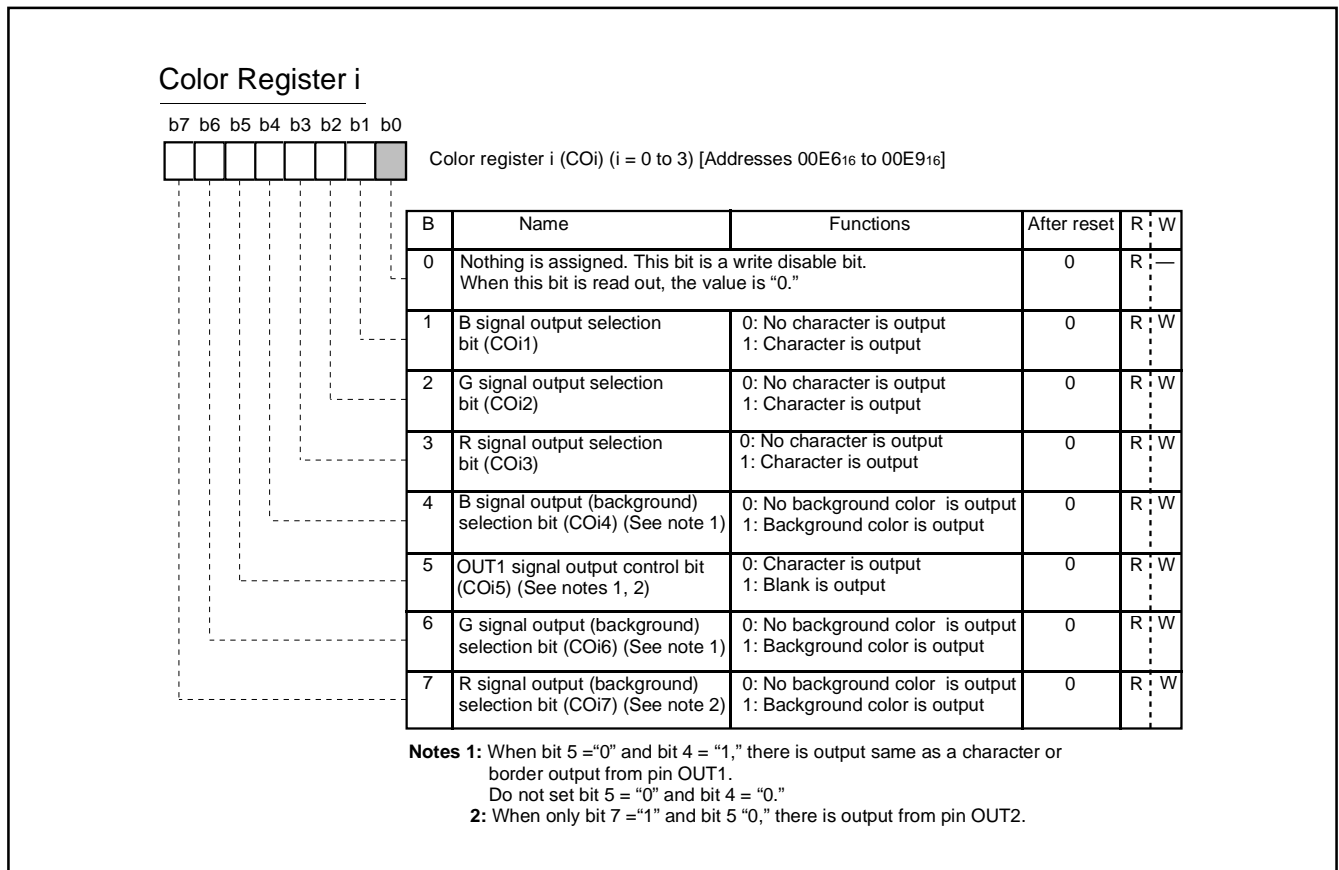 Color Register i
b7 b6 b5 b4 b3 b2 b1 b0
Color register i (COi) (i = 0 to 3) [Addresses 00E616 to 00E916]
B Name Functions After reset R W
0 Nothing is assigned. This bit is a write disable bit. 0 R —
When this bit is read out, the value is “0.”
1 B signal output selection 0: No character is output 0 R W
bit (COi1) 1: Character is output
2 G signal output selection 0: No character is output 0 R W
bit (COi2) 1: Character is output
3 R signal output selection 0: No character is output 0 R W
bit (COi3) 1: Character is output
4 B signal output (background) 0: No background color is output 0 R W
selection bit (COi4) (See note 1) 1: Background color is output
5 OUT1 signal output control bit 0: Character is output 0 R W
(COi5) (See notes 1, 2) 1: Blank is output
6 G signal output (background) 0: No background color is output 0 R W
selection bit (COi6) (See note 1) 1: Background color is output
7 R signal output (background) 0: No background color is output 0 R W
selection bit (COi7) (See note 2) 1: Background color is output
Notes 1: When bit 5 =“0” and bit 4 = “1,” there is output same as a character or
border output from pin OUT1.
Do not set bit 5 = “0” and bit 4 = “0.”
2: When only bit 7 =“1” and bit 5 “0,” there is output from pin OUT2.